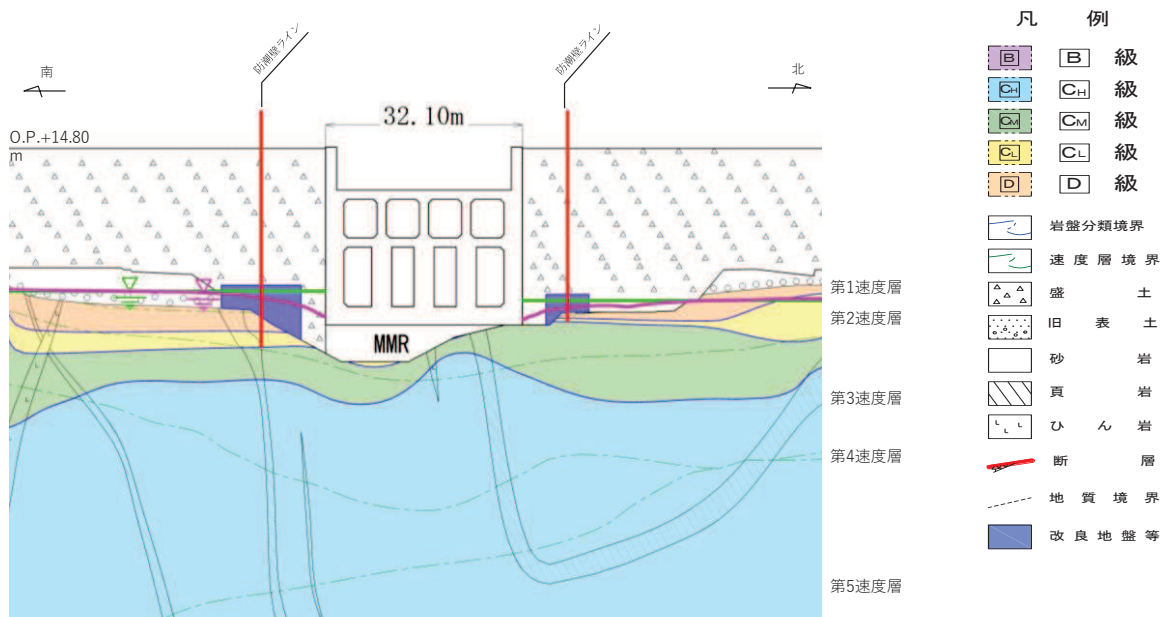 南
防潮壁ライン
防潮壁ライン
北
32.10m
O.P.+14.80
m
MMR
第1速度層
第2速度層
第3速度層
第4速度層
第5速度層
凡 例
B B 級
CH CH 級
CM CM 級
CL CL 級
D D 級
岩盤分類境界
速度層境界
盛土
旧表土
砂岩
頁岩
ひん岩
断層
地質境界
改良地盤等